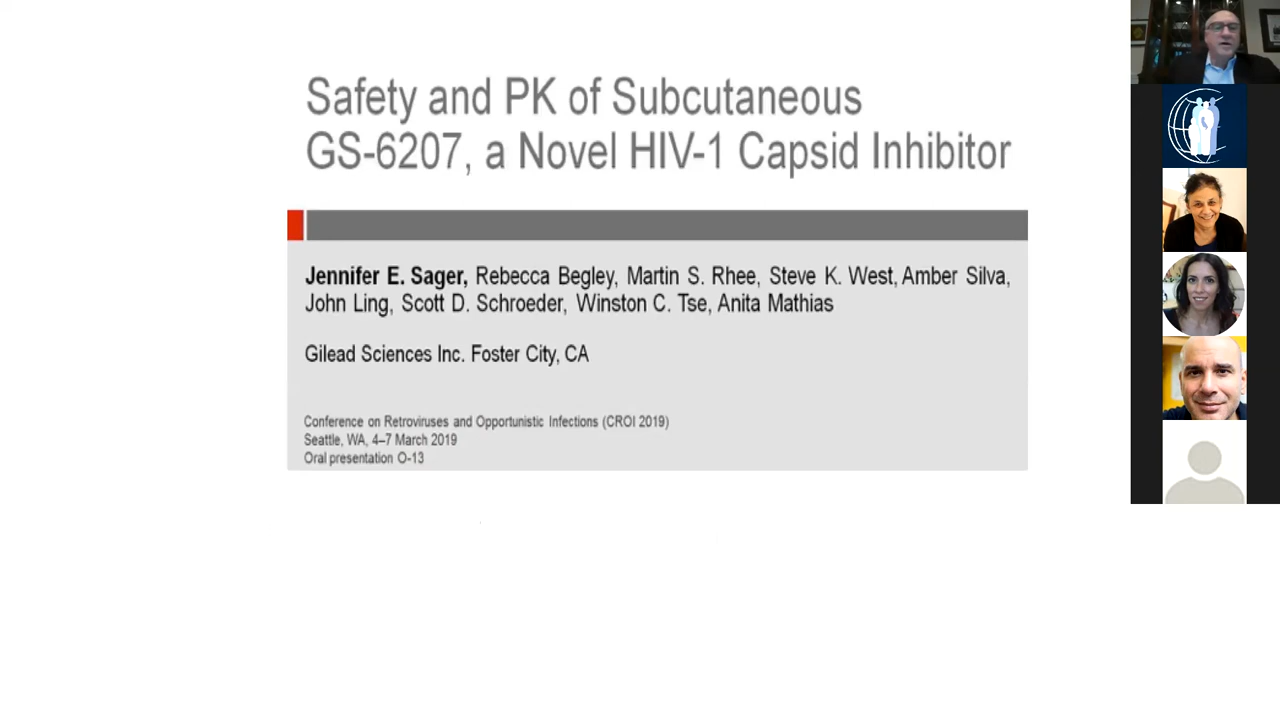 Safety and PK of Subcutaneous
GS-6207, a Novel HIV-1 Capsid Inhibitor
Jennifer E. Sager, Rebecca Begley, Martin S. Rhee, Steve K. West, Amber Silva,
John Ling, Scott D. Schroeder, Winston C. Tse, Anita Mathias
Gilead Sciences Inc. Foster City, CA
Conference on Retroviruses and Opportunistic Infections (CROI 2019)
Seattle, WA, 4–7 March 2019
Oral presentation O-13